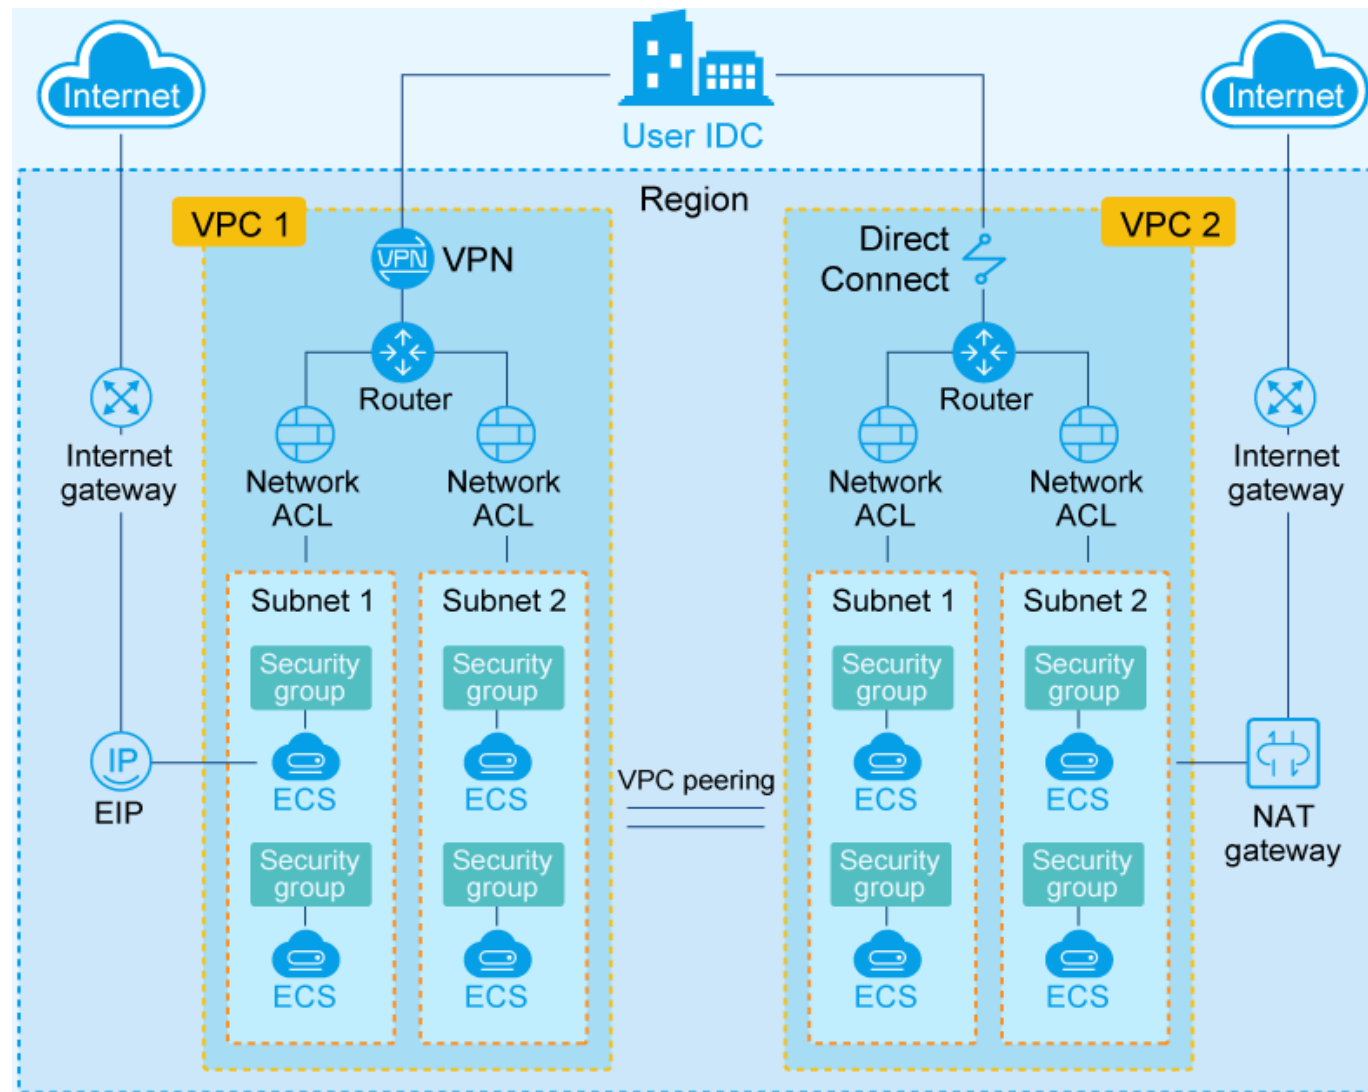 Internet
User IDC
Internet
Region
VPC 1
VPC 2
VPN
VPN
Direct
Connect
Router
Router
Internet
gateway
Network
ACL
Network
ACL
Network
ACL
Network
ACL
Internet
gateway
Subnet 1
Subnet 2
Subnet 1
Subnet 2
Security
group
Security
group
Security
group
Security
group
IP
EIP
ECS
ECS
VPC peering
ECS
ECS
NAT
gateway
Security
group
Security
group
Security
group
Security
group
ECS
ECS
ECS
ECS